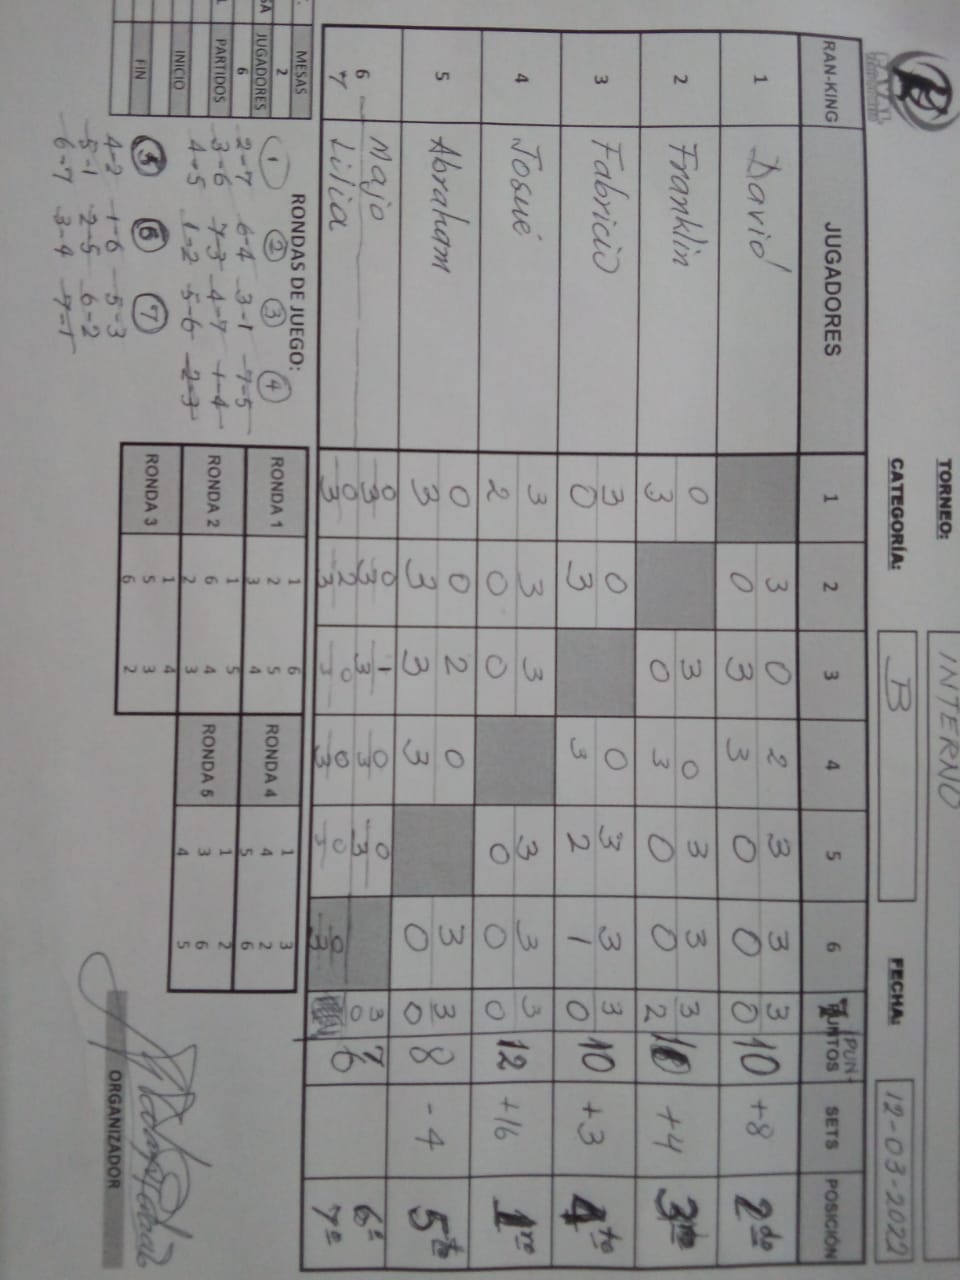 TORNEO: INTERNO
CATEGORÍA: B FECHA: 12-03-2022
RAN-KING JUGADORES 1 2 3 4 5 6 7 PUN-TOS SETS POSICIÓN
1 David 3 0 2 3 3 3 10 +8 2do
0 3 3 0 0 0
2 Franklin 0 3 0 3 3 3 10 +4 3ro
3 0 3 0 0 2
3 Fabricio 3 0 0 3 3 3 10 +3 4to
0 3 3 2 1 0
4 Josué 3 3 3 3 3 3 12 +16 1ro
2 0 0 0 0 0
5 Abraham 0 0 2 0 3 3 8 -4 5to
3 3 3 3 0 0
6 Majo 0 0 1 0 0 3 7 6º
3 3 3 3 3 0
7 Lilia 0 2 0 0 0 0 6 7º
3 3 3 3 3 3
MESAS
2
JUGADORES
6
PARTIDOS
INICIO
FIN
RONDAS DE JUEGO:
1 2 3 4
2-7 6-4 3-1 7-5
3-6 7-3 4-7 1-4
4-5 1-2 5-6 2-3
5 6 7
4-2 1-6 5-3
5-1 2-5 6-2
6-7 3-4 7-1
RONDA 1
1 6
2 5
3 4
RONDA 2
1 5
6 4
2 3
RONDA 3
1 4
5 3
6 2
RONDA 4
1 3
4 2
5 6
RONDA 5
1 2
3 6
4 5
ORGANIZADOR